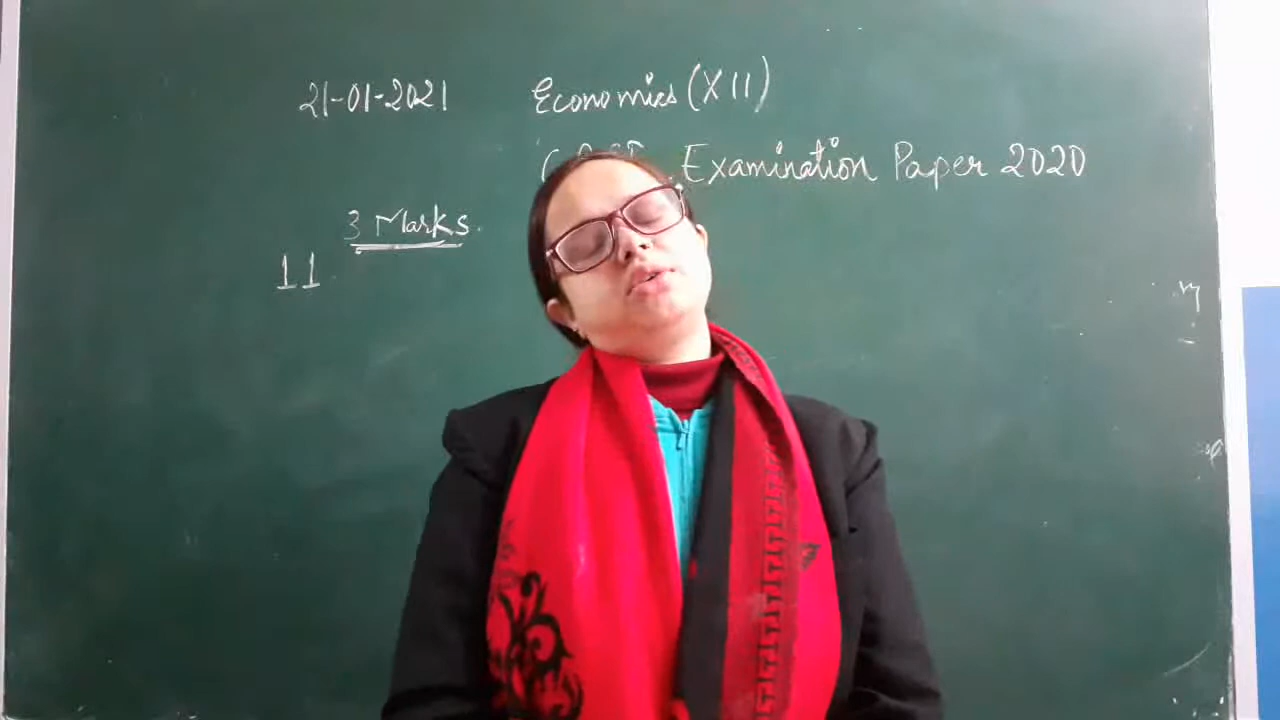 21-01-2021 Economics (XII)
Examination Paper 2020
3 Marks.
11